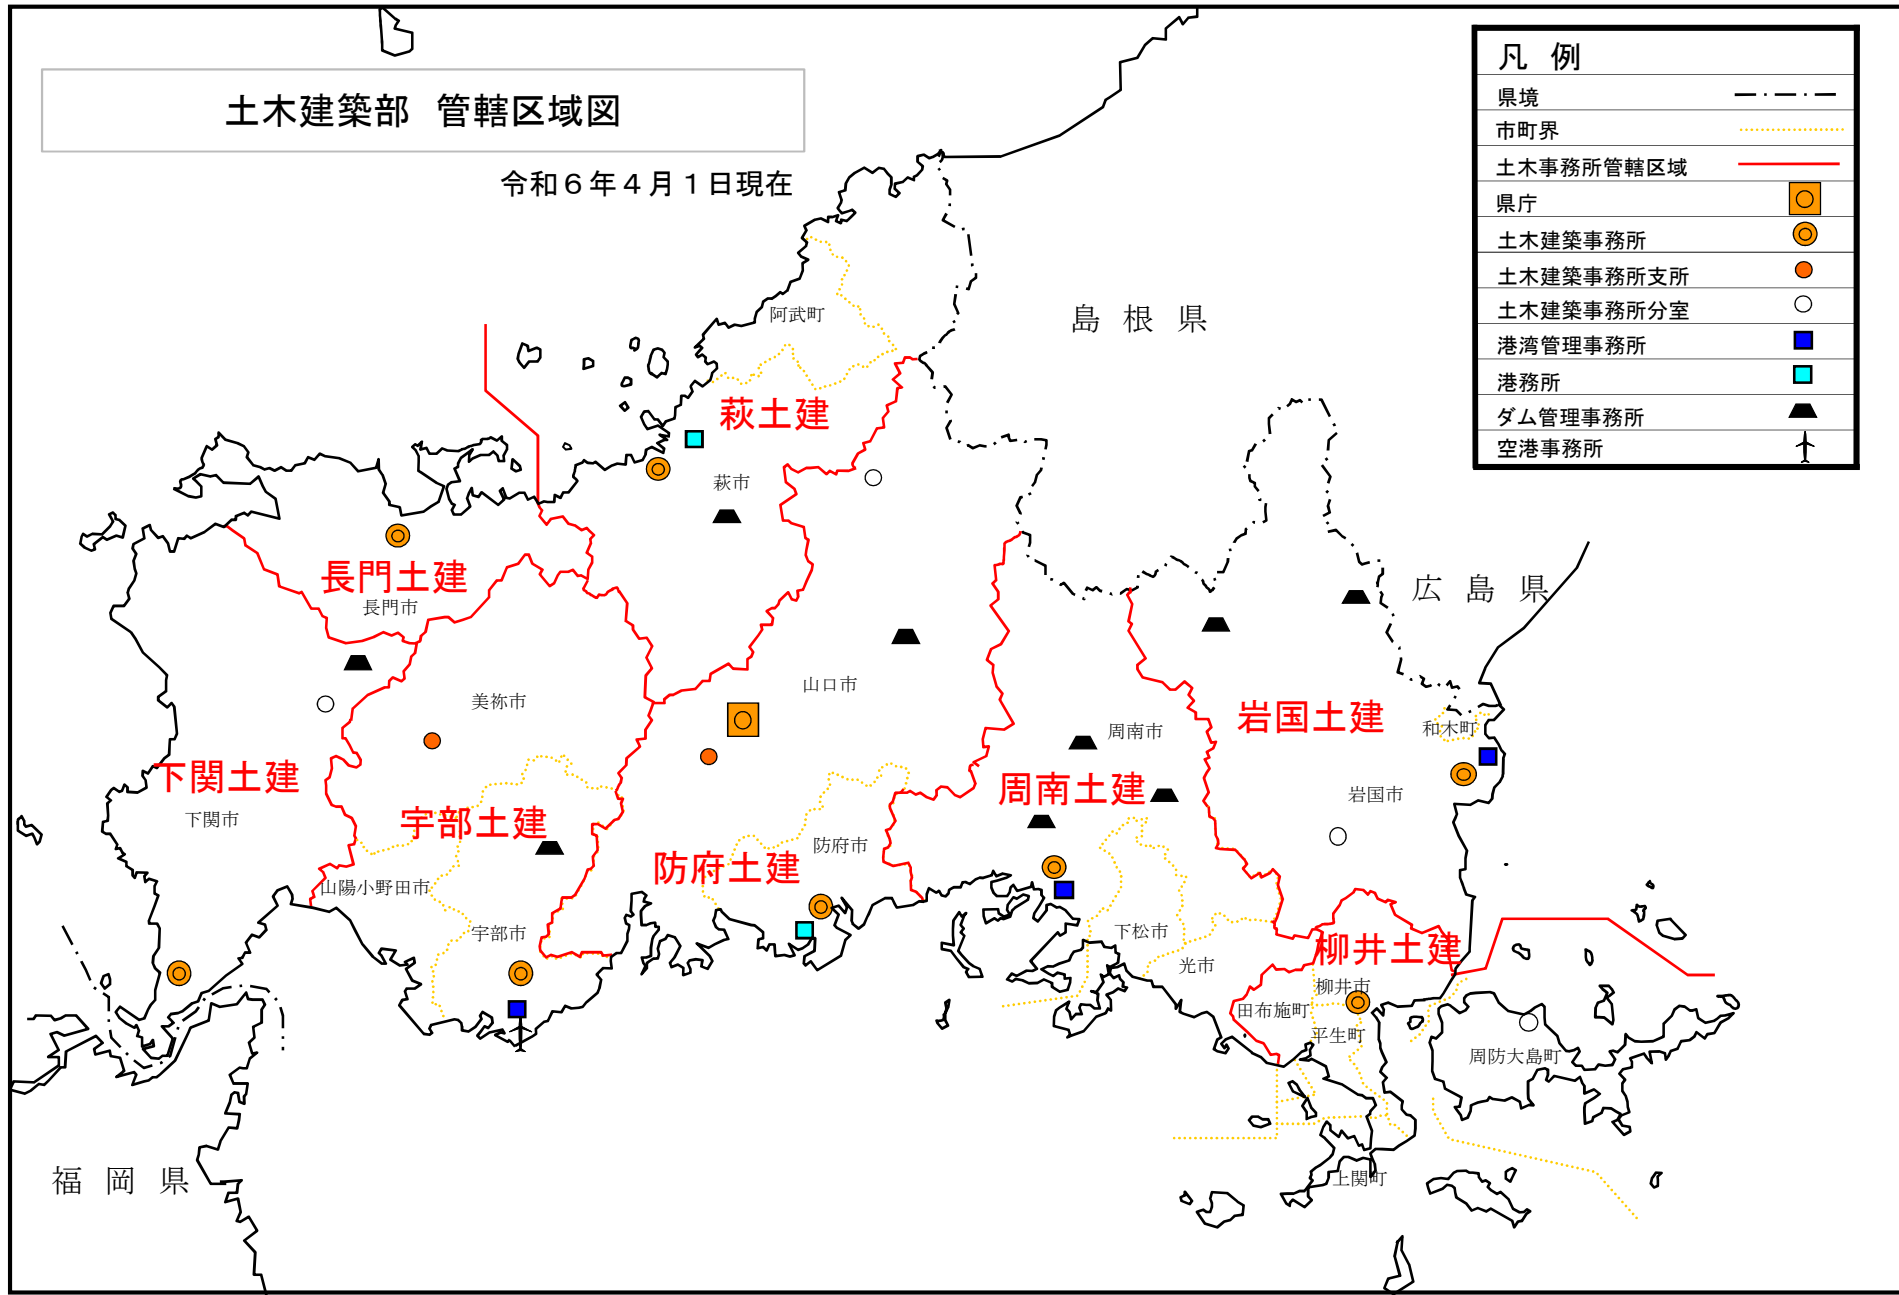 土木建築部 管轄区域図
令和６年４月１日現在
凡 例
県境
市町界
土木事務所管轄区域
県庁
土木建築事務所
土木建築事務所支所
土木建築事務所分室
港湾管理事務所
港務所
ダム管理事務所
空港事務所
島 根 県
広 島 県
福 岡 県
阿武町
萩土建
萩市
長門土建
長門市
美祢市
山口市
下関土建
下関市
宇部土建
山陽小野田市
宇部市
防府土建
防府市
周南市
周南土建
下松市
光市
岩国土建
和木町
岩国市
柳井土建
柳井市
田布施町
平生町
周防大島町
上関町